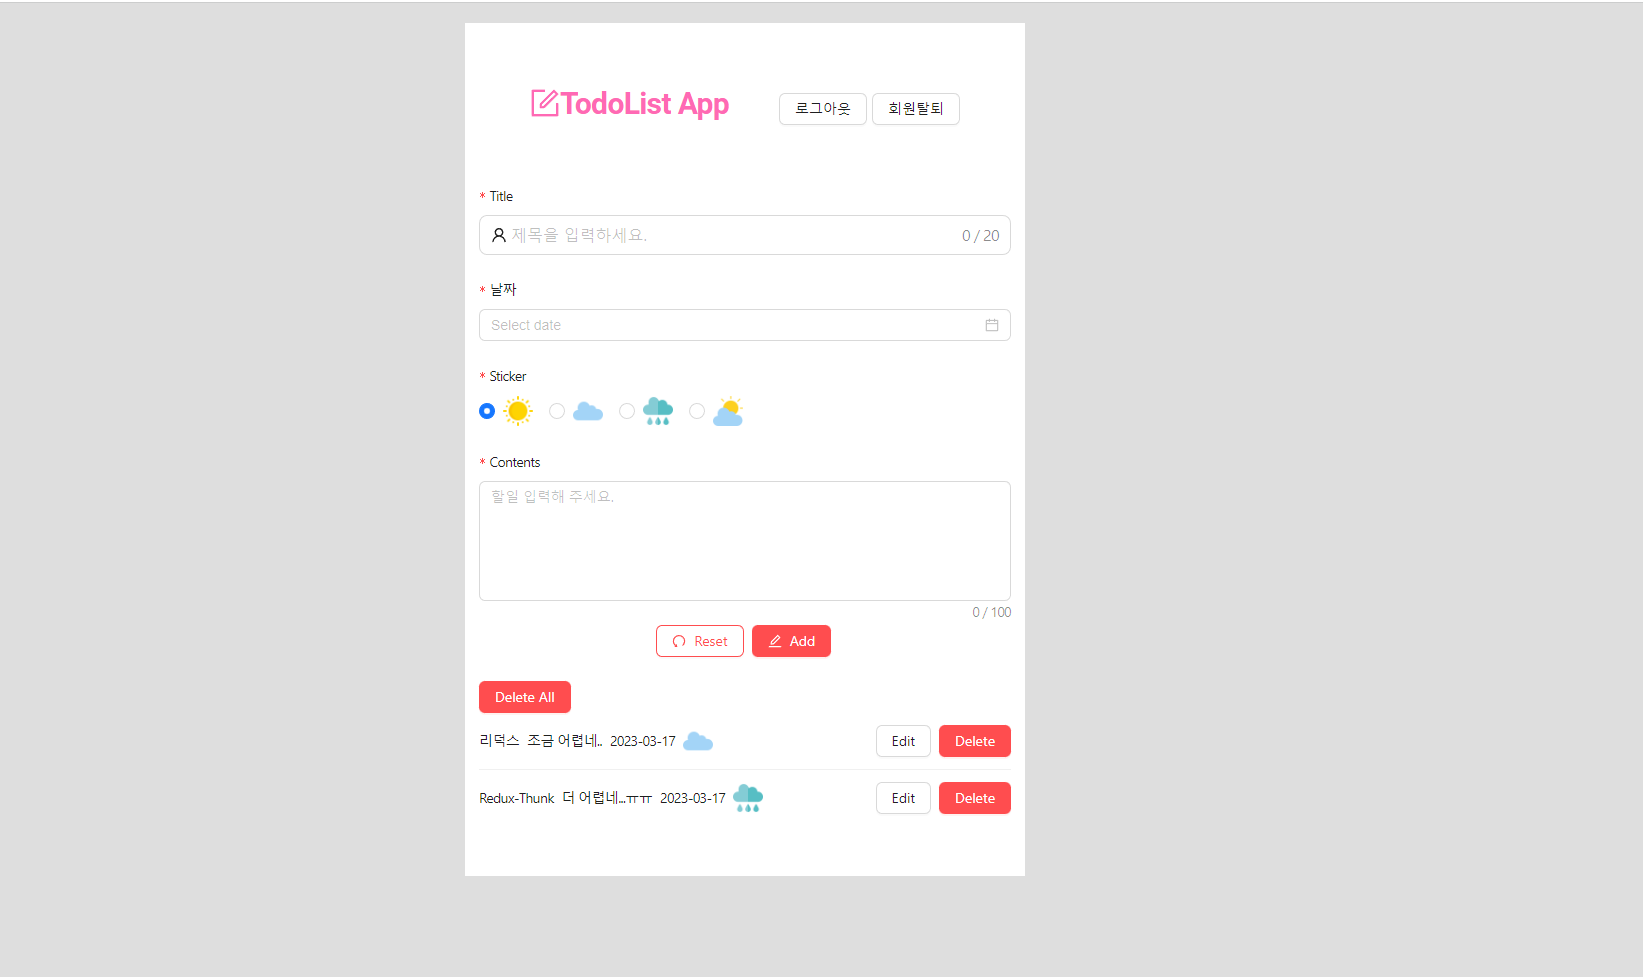 TodoList App 로그아웃 회원탈퇴
* Title
제목을 입력하세요. 0 / 20
* 날짜
Select date
* Sticker
* Contents
할일 입력해 주세요.
0 / 100
Reset Add
Delete All
리덕스 조금 어렵네.. 2023-03-17 Edit Delete
Redux-Thunk 더 어렵네...ㅠㅠ 2023-03-17 Edit Delete